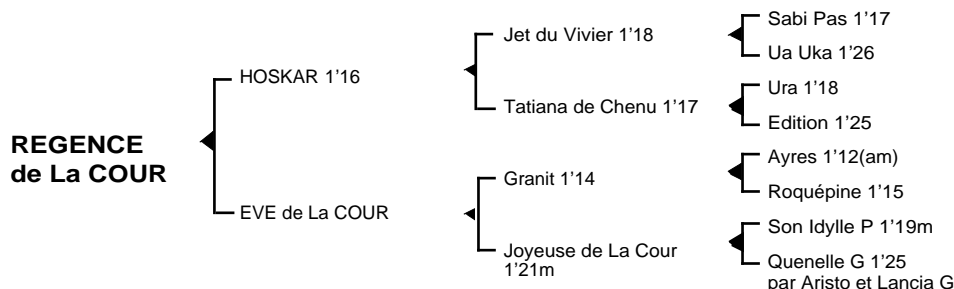 REGENCE
de La COUR
HOSKAR 1’16
EVE de La COUR
Jet du Vivier 1’18
Tatiana de Chenu 1’17
Granit 1’14
Joyeuse de La Cour
1’21m
Sabi Pas 1’17
Ua Uka 1’26
Ura 1’18
Edition 1’25
Ayres 1’12(am)
Roquépine 1’15
Son Idylle P 1’19m
Quenelle G 1’25
par Aristo et Lancia G